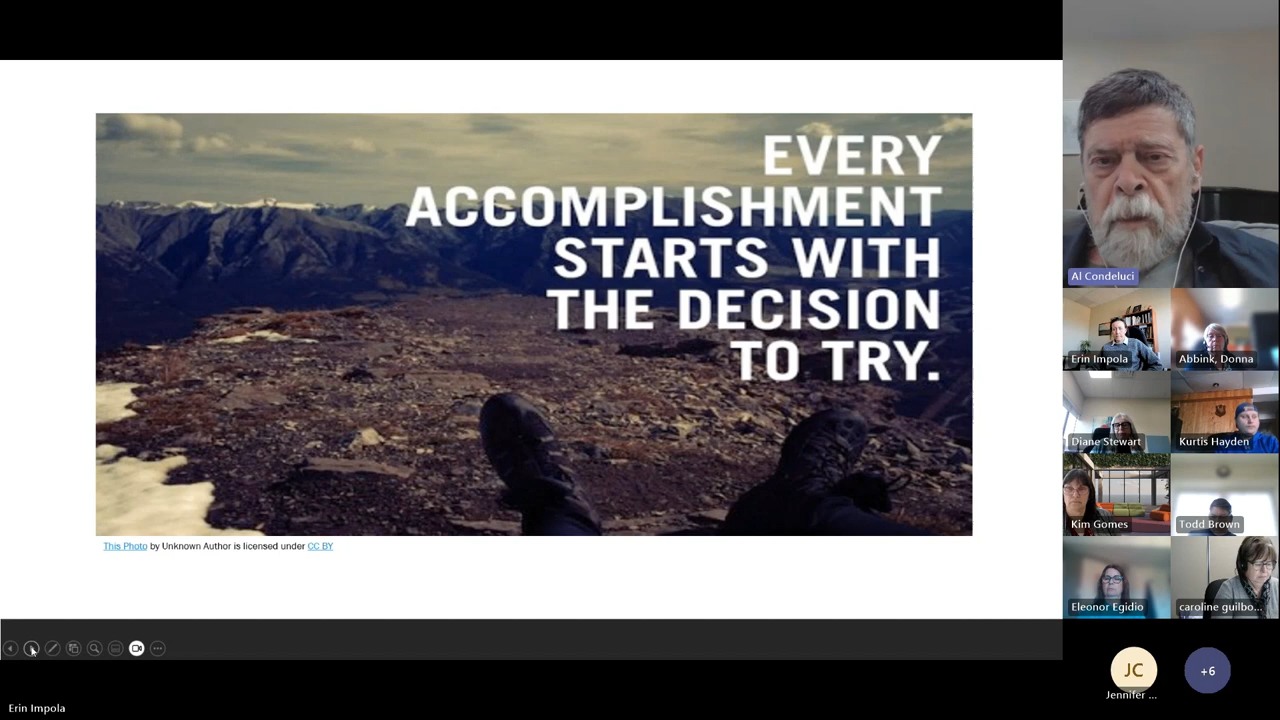 EVERY
ACCOMPLISHMENT
STARTS WITH
THE DECISION
TO TRY.
This Photo by Unknown Author is licensed under CC BY
Al Condeluci
Erin Impola
Abbink, Donna
Diane Stewart
Kurtis Hayden
Kim Gomes
Todd Brown
Eleonor Egidio
caroline guilbo...
JC
Jennifer ...
+6
Erin Impola